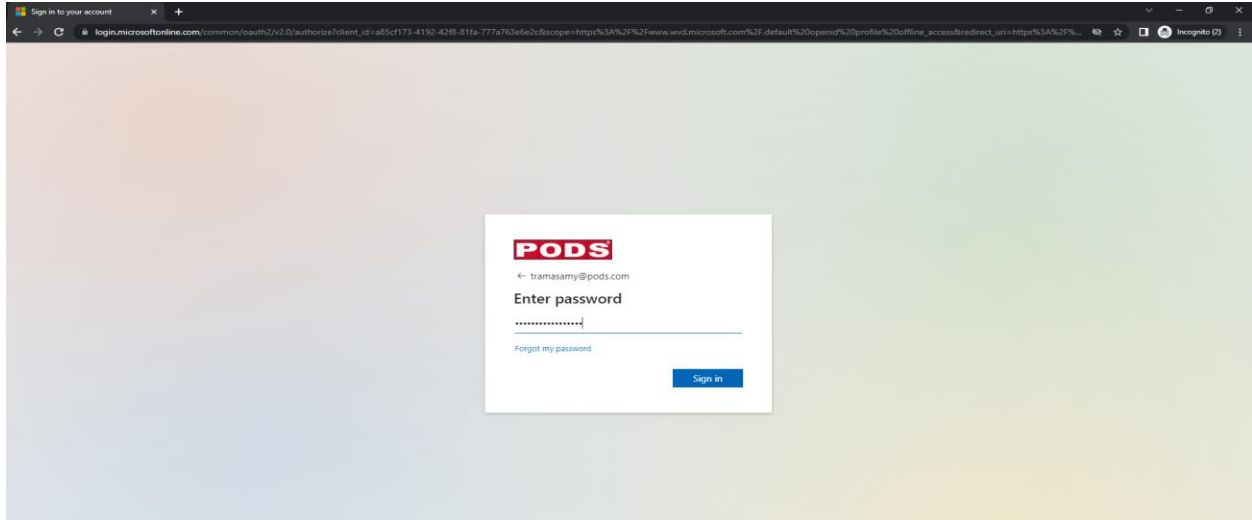 Sign in to your account
login.microsoftonline.com/common/oauth2/v2.0/authorize?client_id=a85cf173-4192-42f8-81fa-777a763e6e2c&scope=https%3A%2F%2Fwww.wvd.microsoft.com%2F.default%20openid%20profile%20offline_access&redirect_uri=https%3A%2F%...
Incognito (2)
PODS
tramasamy@pods.com
Enter password
Forgot my password
Sign in